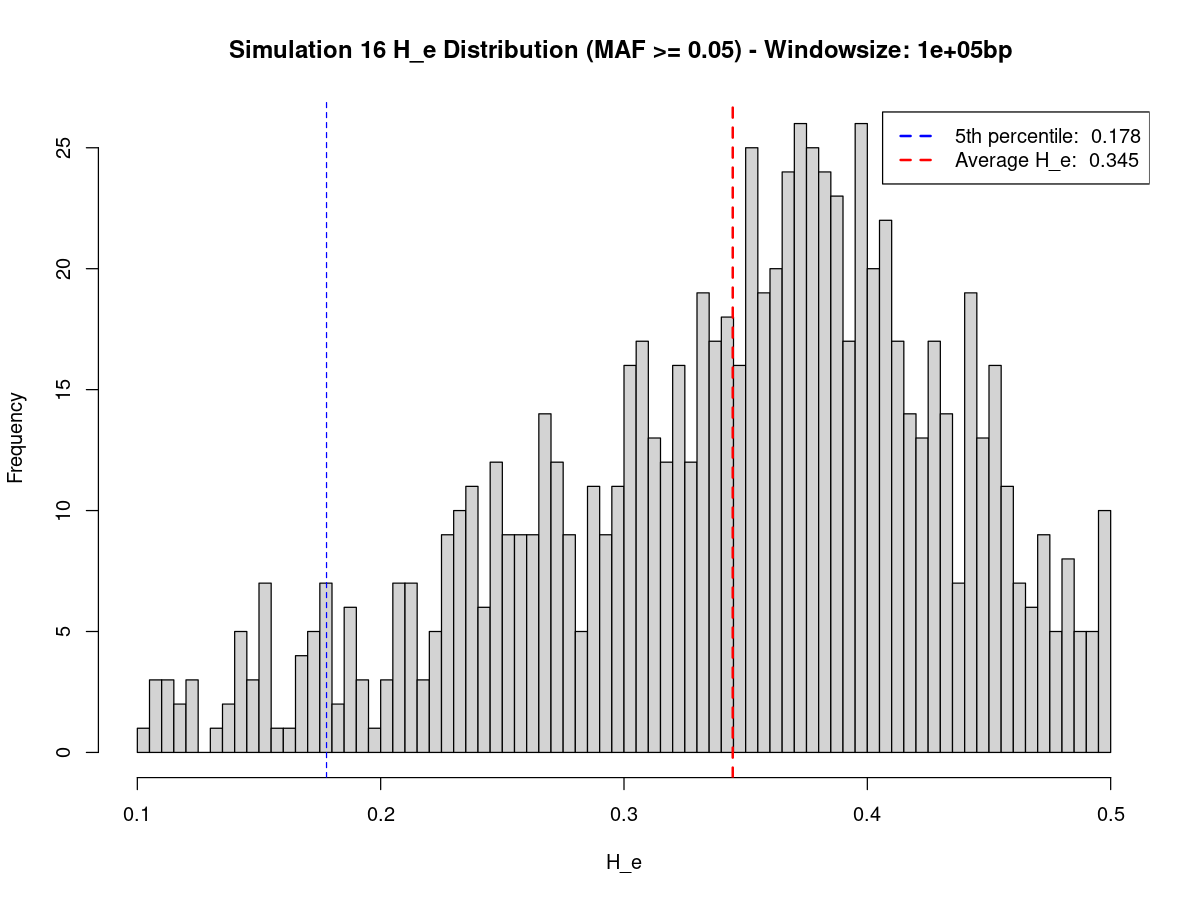 Simulation 16 H_e Distribution (MAF >= 0.05) - Windowsize: 1e+05bp
5th percentile: 0.178
Average H_e: 0.345
Frequency
25
20
15
10
5
0
0.1 0.2 0.3 0.4 0.5
H_e